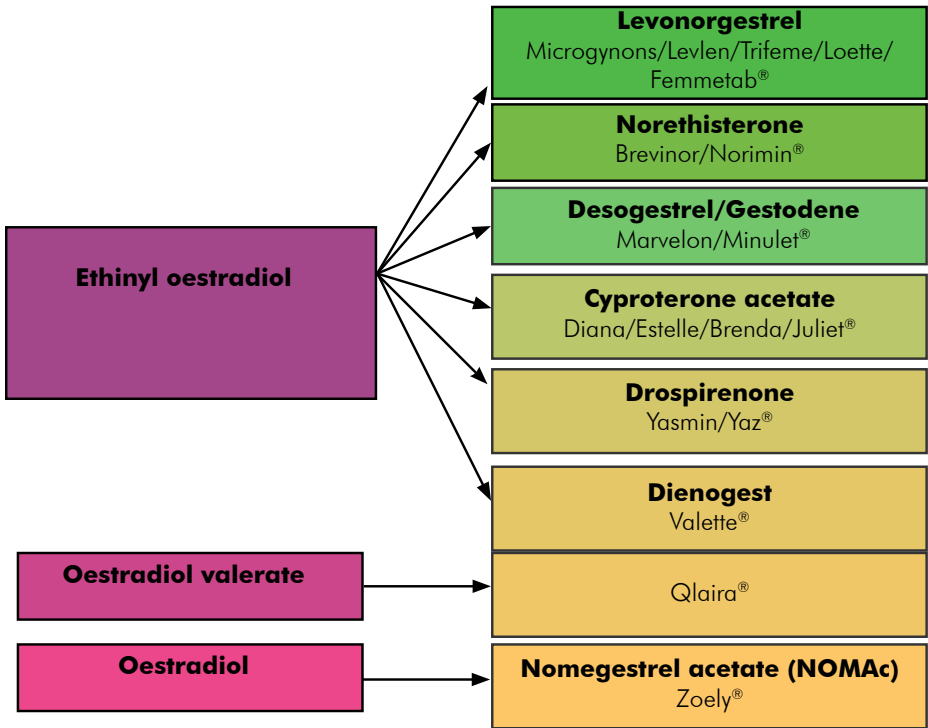 Levonorgestrel
Microgynons/Levlen/Trifeme/Loette/
Femmetab®
Norethisterone
Brevinor/Norimin®
Desogestrel/Gestodene
Marvelon/Minulet®
Ethinyl oestradiol
Cyproterone acetate
Diana/Estelle/Brenda/Juliet®
Drospirenone
Yasmin/Yaz®
Dienogest
Valette®
Oestradiol valerate
Qlaira®
Oestradiol
Nomegestrel acetate (NOMAc)
Zoely®